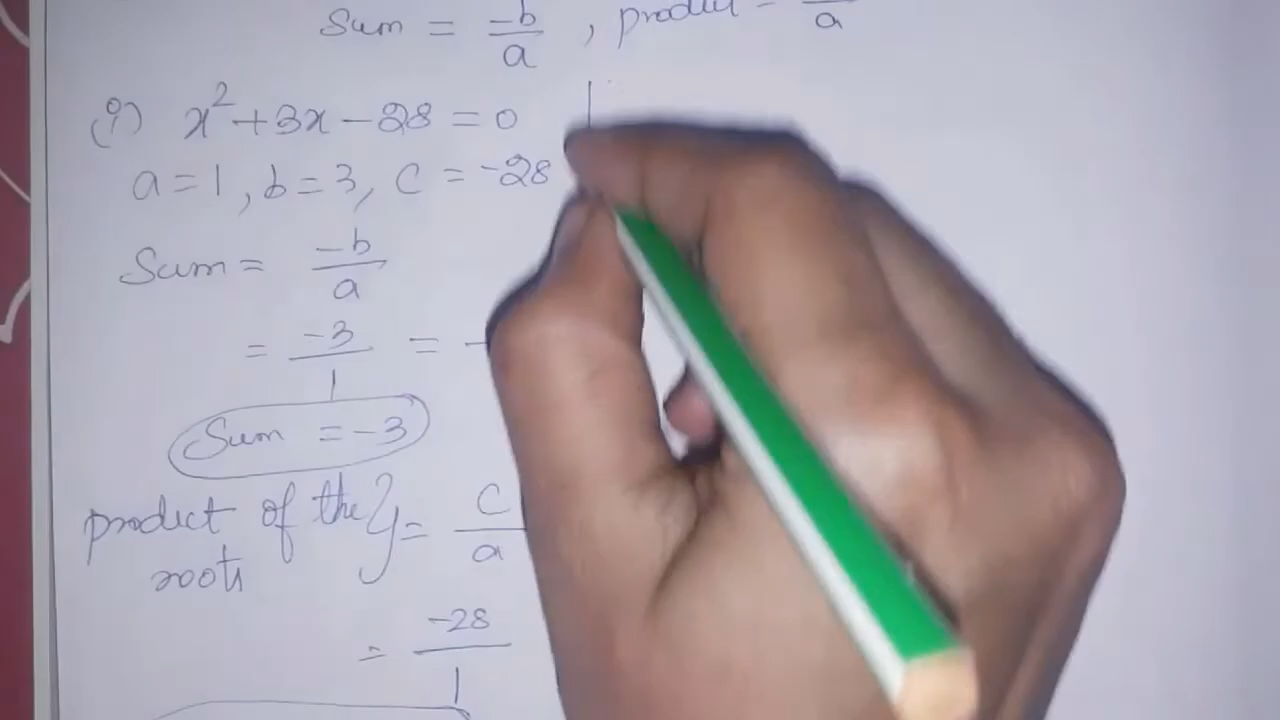 Sum = -b/a , product = /a
(i) x² + 3x - 28 = 0
a = 1, b = 3, c = -28
Sum = -b/a
= -3/1 = -
Sum = -3
product of the roots } = c/a
= -28/1